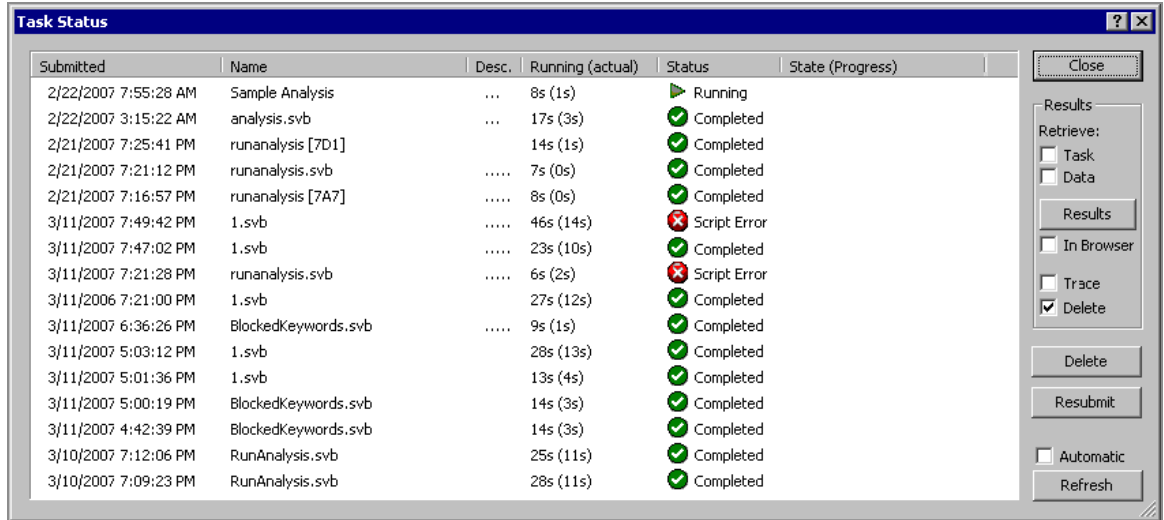 Task Status
Submitted Name Desc. Running (actual) Status State (Progress)
2/22/2007 7:55:28 AM Sample Analysis ... 8s (1s) Running
2/22/2007 3:15:22 AM analysis.svb ... 17s (3s) Completed
2/21/2007 7:25:41 PM runanalysis [7D1] 14s (1s) Completed
2/21/2007 7:21:12 PM runanalysis.svb ..... 7s (0s) Completed
2/21/2007 7:16:57 PM runanalysis [7A7] ..... 8s (0s) Completed
3/11/2007 7:49:42 PM 1.svb ..... 46s (14s) Script Error
3/11/2007 7:47:02 PM 1.svb ..... 23s (10s) Completed
3/11/2007 7:21:28 PM runanalysis.svb ..... 6s (2s) Script Error
3/11/2006 7:21:00 PM 1.svb 27s (12s) Completed
3/11/2007 6:36:26 PM BlockedKeywords.svb ..... 9s (1s) Completed
3/11/2007 5:03:12 PM 1.svb 28s (13s) Completed
3/11/2007 5:01:36 PM 1.svb 13s (4s) Completed
3/11/2007 5:00:19 PM BlockedKeywords.svb 14s (3s) Completed
3/11/2007 4:42:39 PM BlockedKeywords.svb 14s (3s) Completed
3/10/2007 7:12:06 PM RunAnalysis.svb 25s (11s) Completed
3/10/2007 7:09:23 PM RunAnalysis.svb 28s (11s) Completed
Close
Results
Retrieve:
Task
Data
Results
In Browser
Trace
Delete
Delete
Resubmit
Automatic
Refresh